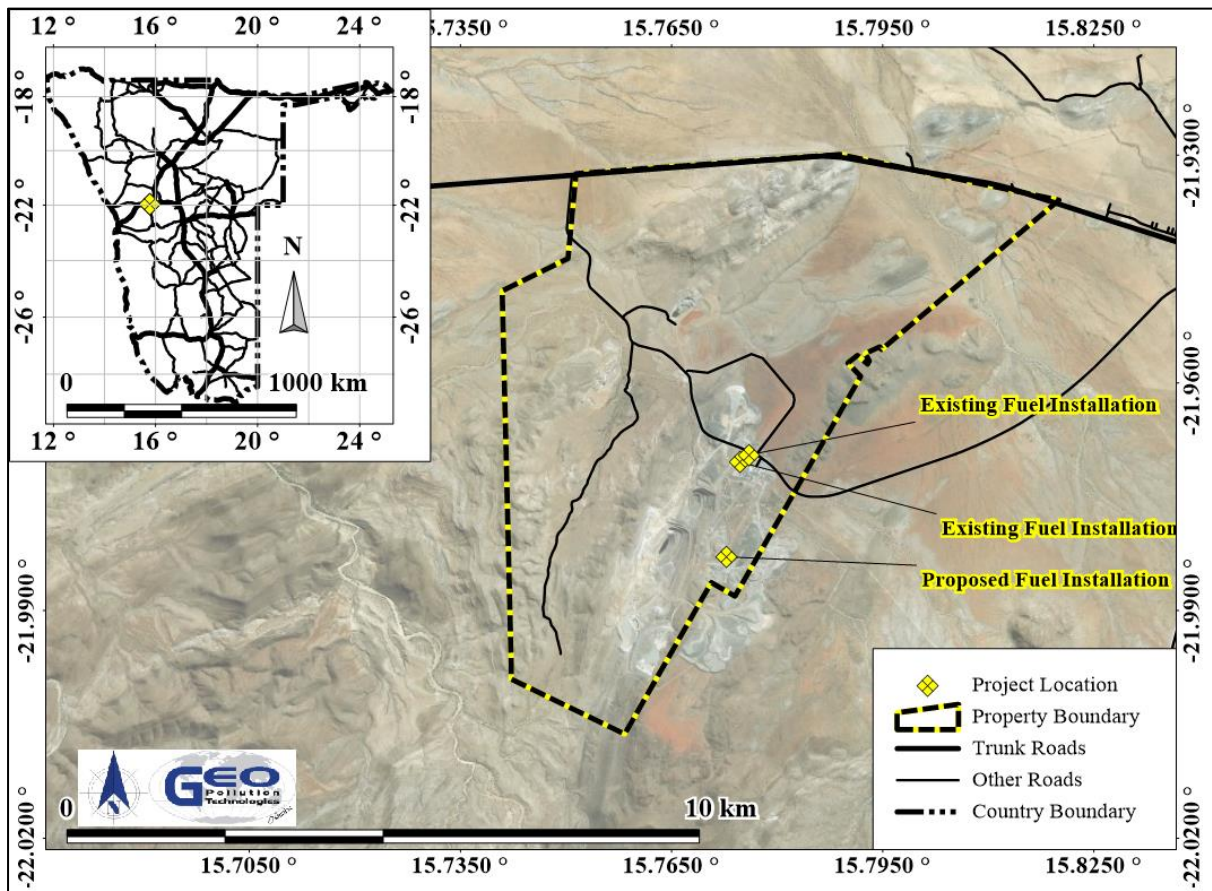 12 °
16 °
20 °
24 °
15.7350 °
15.7650 °
15.7950 °
15.8250 °
-18 °
-22 °
-26 °
-18 °
-22 °
-26 °
N
0
1000 km
12 °
16 °
20 °
24 °
-21.9300 °
-21.9600 °
-21.9900 °
-22.0200 °
-21.9900 °
-22.0200 °
Existing Fuel Installation
Existing Fuel Installation
Proposed Fuel Installation
Project Location
Property Boundary
Trunk Roads
Other Roads
Country Boundary
N
GEO
Pollution
Technologies
0
10 km
15.7050 °
15.7350 °
15.7650 °
15.7950 °
15.8250 °